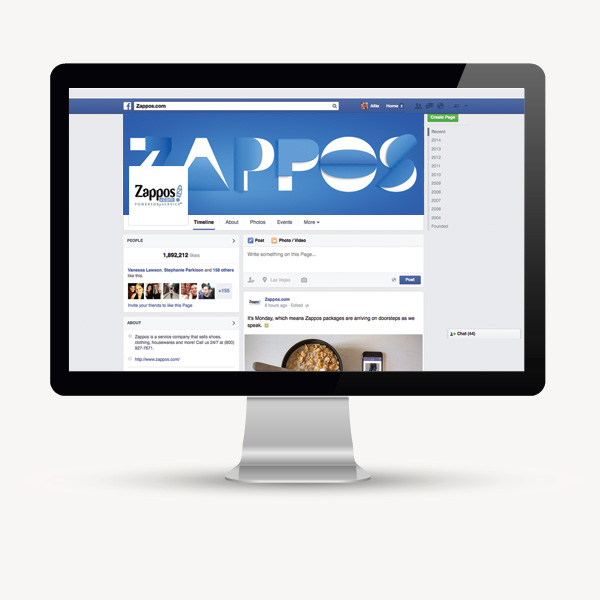 Zappos.com
Allie
Home
Create Page
ZAPPOS
Zappos
.com
POWERED by SERVICE
Timeline
About
Photos
Events
More
Recent
2014
2013
2012
2011
2010
2009
2008
2007
2006
2004
Founded
PEOPLE
1,892,212 likes
Vanessa Lawson, Stephanie Parkison and 158 others
like this.
+155
Invite your friends to like this Page
ABOUT
Zappos is a service company that sells shoes,
clothing, housewares and more! Call us 24/7 at (800)
927-7671.
http://www.zappos.com/
Post
Photo / Video
Write something on this Page...
Las Vegas
Post
Zappos.com
6 hours ago · Edited
It's Monday, which means Zappos packages are arriving on doorsteps as we
speak.
Chat (44)